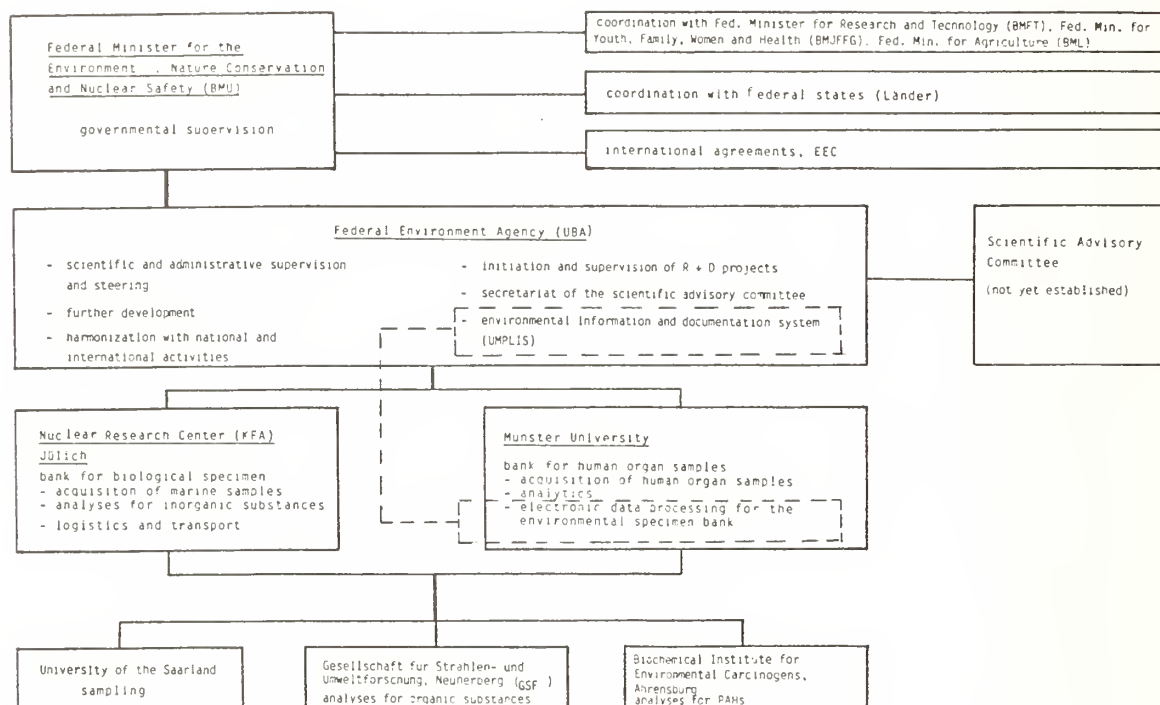 Federal Minister for the
Environment , Nature Conservation
and Nuclear Safety (BMU)
governmental supervision
coordination with Fed. Minister for Research and Technology (BMFT), Fed. Min. for
Youth, Family, Women and Health (BMJFFG), Fed. Min. for Agriculture (BML)
coordination with federal states (Länder)
international agreements, EEC
Federal Environment Agency (UBA)
- scientific and administrative supervision
and steering
- further development
- harmonization with national and
international activities
- initiation and supervision of R + D projects
- secretariat of the scientific advisory committee
- environmental information and documentation system
(UMPLIS)
Scientific Advisory
Committee
(not yet established)
Nuclear Research Center (KFA)
Jülich
bank for biological specimen
- acquisiton of marine samples
- analyses for inorganic substances
- logistics and transport
Munster University
bank for human organ samples
- acquisition of human organ samples
- analytics
- electronic data processing for the
environmental specimen bank
University of the Saarland
sampling
Gesellschaft fur Strahlen- und
Umweltforschung, Neunerberg (GSF )
analyses for organic substances
Biochemical Institute for
Environmental Carcinogens,
Ahrensburg
analyses for PAHs